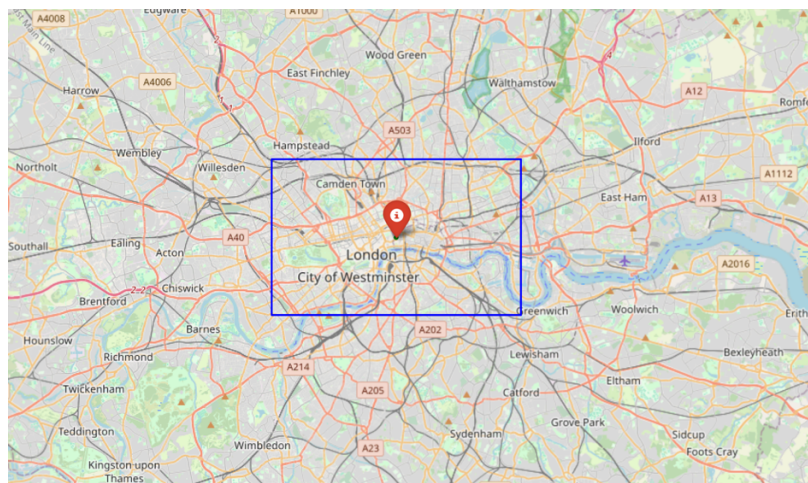 Edgware
A1000
A4008
East Main Line
Wood Green
East Finchley
A4006
Walthamstow
Harrow
A12
Romfo
A503
Hampstead
Ilford
Wembley
Willesden
Northolt
A1112
Camden Town
East Ham
A13
i
A40
Southall
Ealing
Acton
London
A2016
City of Westminster
Chiswick
Brentford
Greenwich
Woolwich
Erith
Barnes
A202
Hounslow
Richmond
Lewisham
Bexleyheath
A214
Eltham
Twickenham
A205
Catford
Grove Park
Teddington
Sydenham
Sidcup
Wimbledon
A23
Foots Cray
Kingston upon
Thames